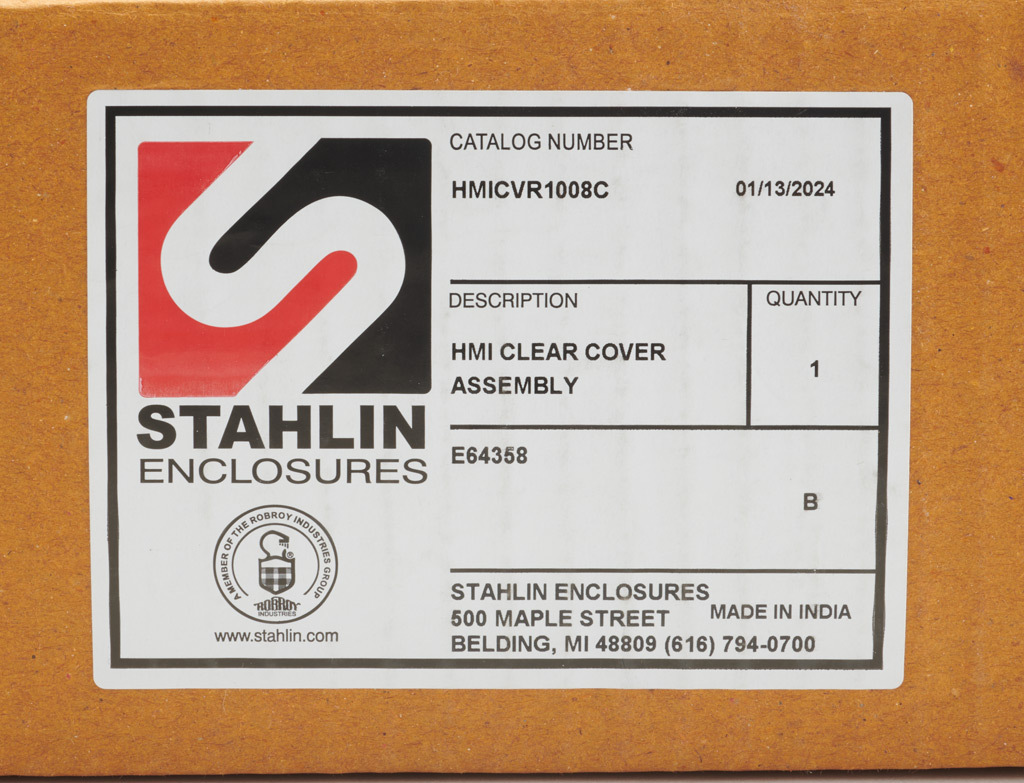 CATALOG NUMBER
HMICVR1008C 01/13/2024
DESCRIPTION QUANTITY
HMI CLEAR COVER
ASSEMBLY
1
E64358
B
STAHLIN
ENCLOSURES
A MEMBER OF THE ROBROY INDUSTRIES GROUP
®
ROBROY
INDUSTRIES
www.stahlin.com
STAHLIN ENCLOSURES
500 MAPLE STREET MADE IN INDIA
BELDING, MI 48809 (616) 794-0700